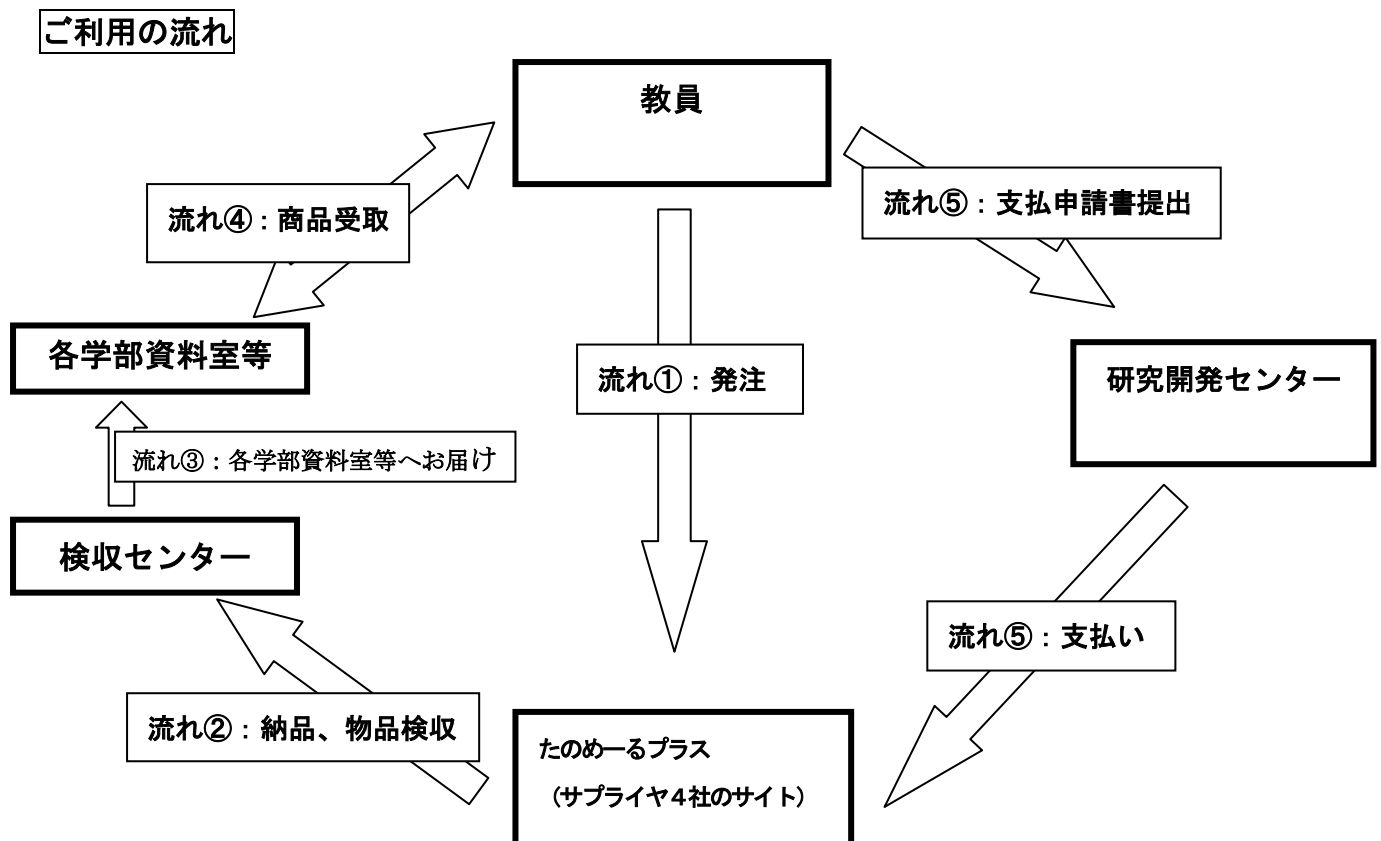 ご利用の流れ
教員
流れ④：商品受取
流れ⑤：支払申請書提出
各学部資料室等
流れ①：発注
研究開発センター
流れ③：各学部資料室等へお届け
検収センター
流れ⑤：支払い
流れ②：納品、物品検収
たのめーるプラス
（サプライヤ４社のサイト）